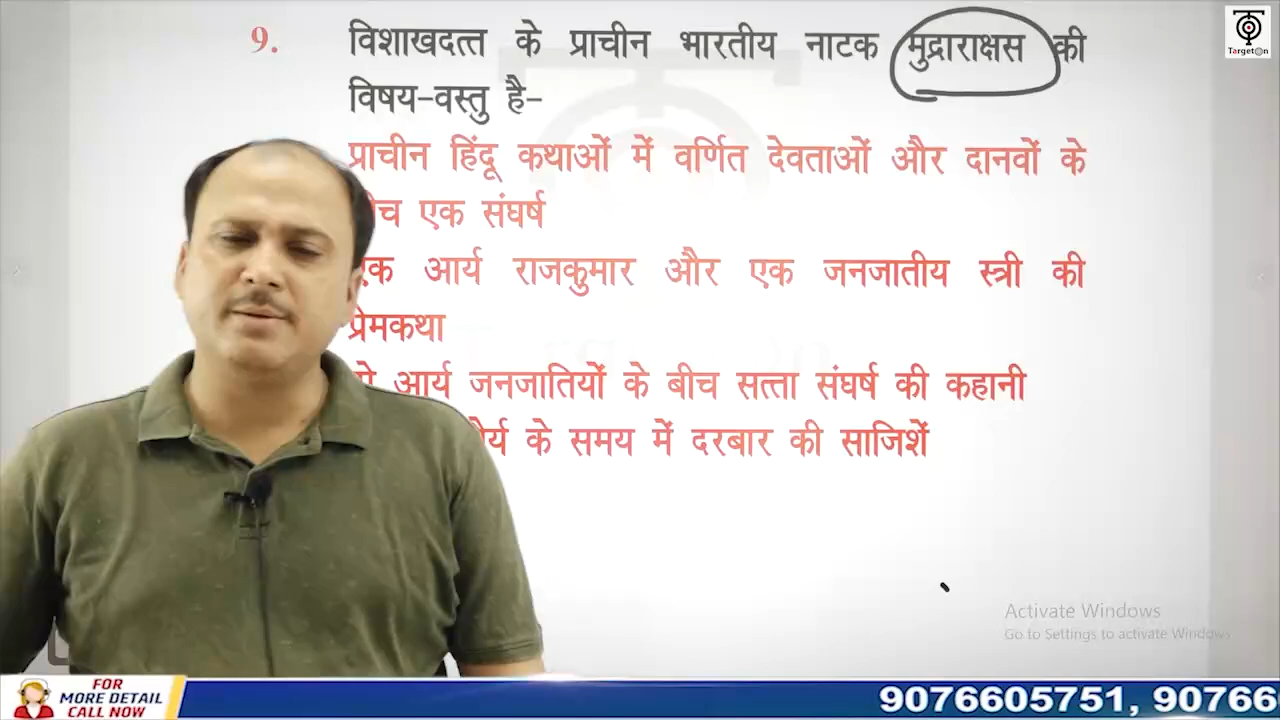 9. विशाखदत्त के प्राचीन भारतीय नाटक मुद्राराक्षस की
विषय-वस्तु है-
प्राचीन हिंदू कथाओं में वर्णित देवताओं और दानवों के
एक संघर्ष
आर्य राजकुमार और एक जनजातीय स्त्री की
प्रेमकथा
आर्य जनजातियों के बीच सत्ता संघर्ष की कहानी
के समय में दरबार की साजिशें
Targeton
Activate Windows
Go to Settings to activate Windows.
FOR
MORE DETAIL
CALL NOW
9076605751, 90766